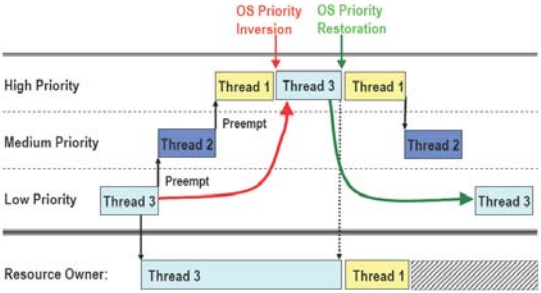 OS Priority
Inversion
OS Priority
Restoration
High Priority
Thread 1
Thread 3
Thread 1
Preempt
Medium Priority
Thread 2
Thread 2
Preempt
Low Priority
Thread 3
Thread 3
Resource Owner:
Thread 3
Thread 1